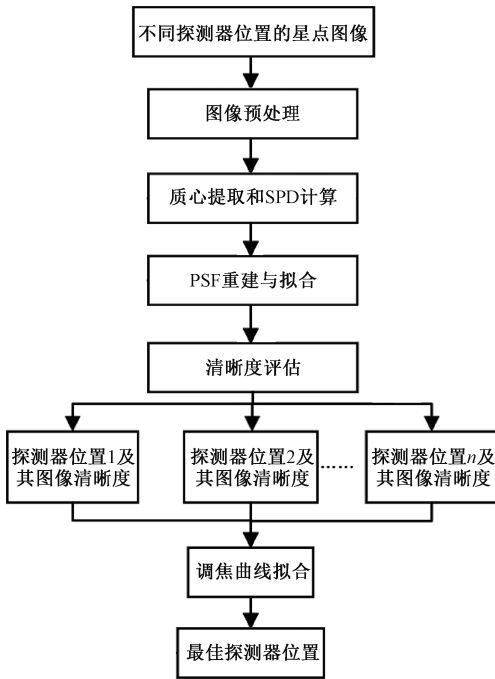 不同探测器位置的星点图像
图像预处理
质心提取和SPD计算
PSF重建与拟合
清晰度评估
探测器位置1及
其图像清晰度
探测器位置2及
其图像清晰度
……
探测器位置n及
其图像清晰度
调焦曲线拟合
最佳探测器位置